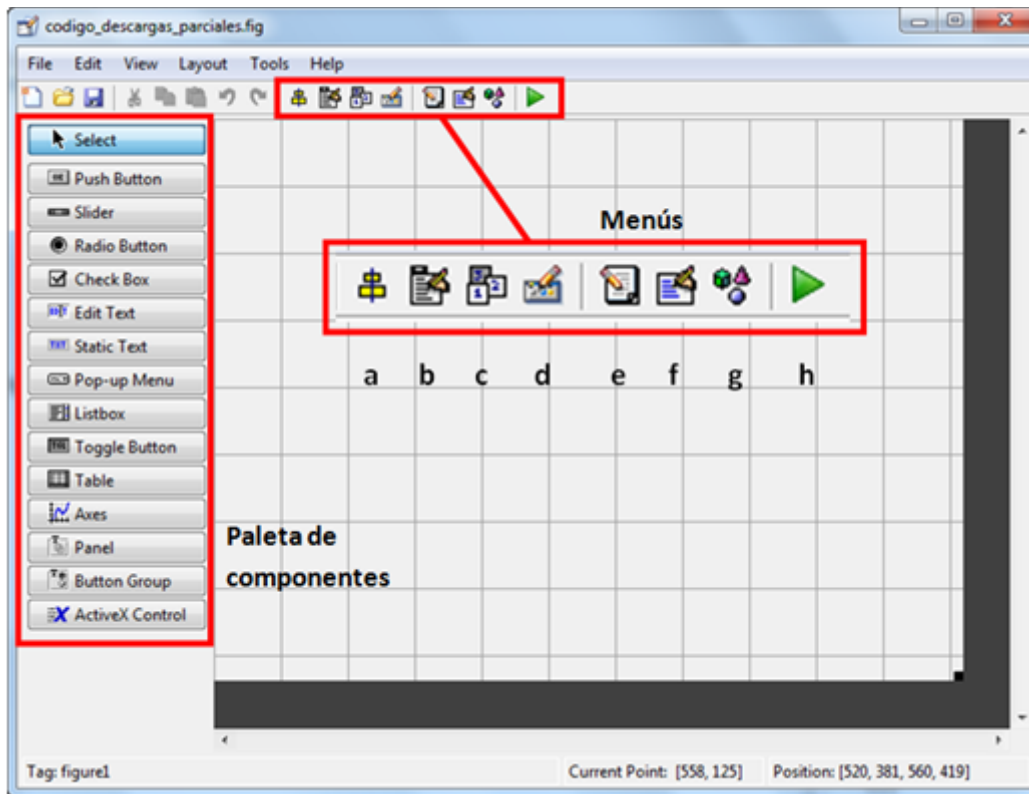 codigo_descargas_parciales.fig
File Edit View Layout Tools Help
Select
Push Button
Slider
Radio Button
Check Box
Edit Text
Static Text
Pop-up Menu
Listbox
Toggle Button
Table
Axes
Panel
Button Group
ActiveX Control
Menús
a b c d e f g h
Paleta de
componentes
Tag: figure1 Current Point: [558, 125] Position: [520, 381, 560, 419]